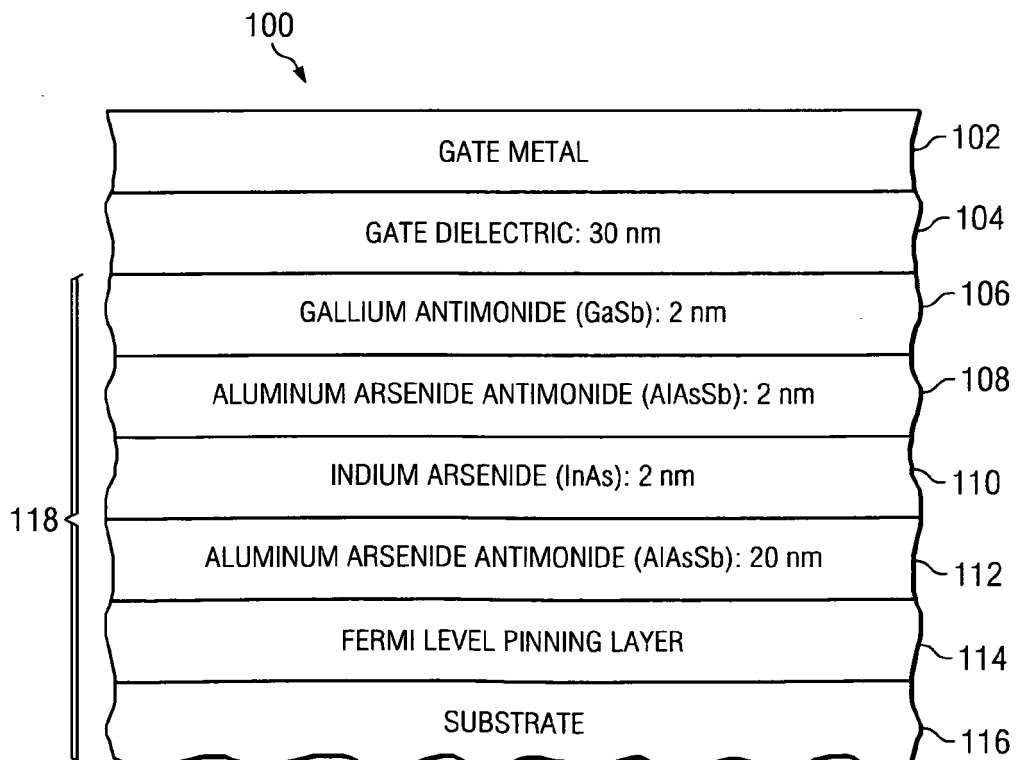 100
GATE METAL
102
GATE DIELECTRIC: 30 nm
104
GALLIUM ANTIMONIDE (GaSb): 2 nm
106
ALUMINUM ARSENIDE ANTIMONIDE (AlAsSb): 2 nm
108
INDIUM ARSENIDE (InAs): 2 nm
110
118
ALUMINUM ARSENIDE ANTIMONIDE (AlAsSb): 20 nm
112
FERMI LEVEL PINNING LAYER
114
SUBSTRATE
116